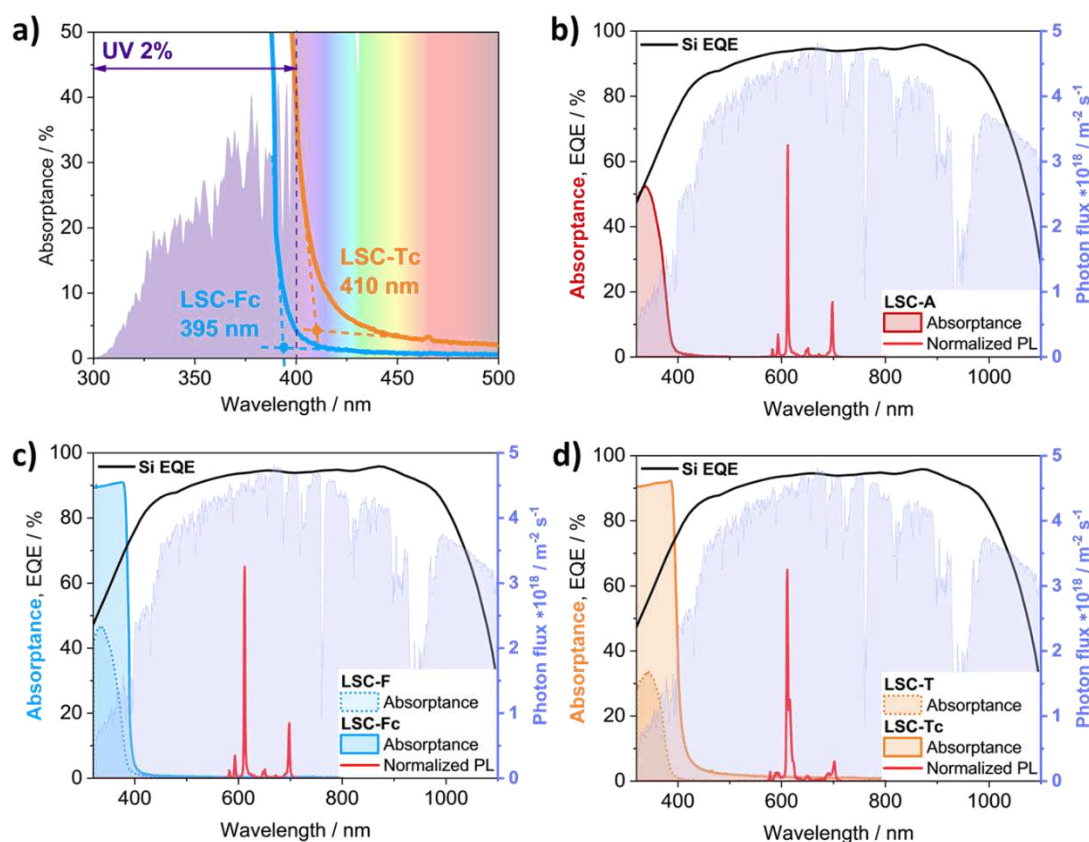 a)
50
40
30
20
10
0
Absorptance / %
UV 2%
LSC-Tc
410 nm
LSC-Fc
395 nm
300 350 400 450 500
Wavelength / nm
b)
100
80
60
40
20
0
Absorptance, EQE / %
Si EQE
LSC-A
Absorptance
Normalized PL
5
4
3
2
1
0
Photon flux *10¹⁸ / m⁻² s⁻¹
400 600 800 1000
Wavelength / nm
c)
100
80
60
40
20
0
Absorptance, EQE / %
Si EQE
LSC-F
Absorptance
LSC-Fc
Absorptance
Normalized PL
5
4
3
2
1
0
Photon flux *10¹⁸ / m⁻² s⁻¹
400 600 800 1000
Wavelength / nm
d)
100
80
60
40
20
0
Absorptance, EQE / %
Si EQE
LSC-T
Absorptance
LSC-Tc
Absorptance
Normalized PL
5
4
3
2
1
0
Photon flux *10¹⁸ / m⁻² s⁻¹
400 600 800 1000
Wavelength / nm